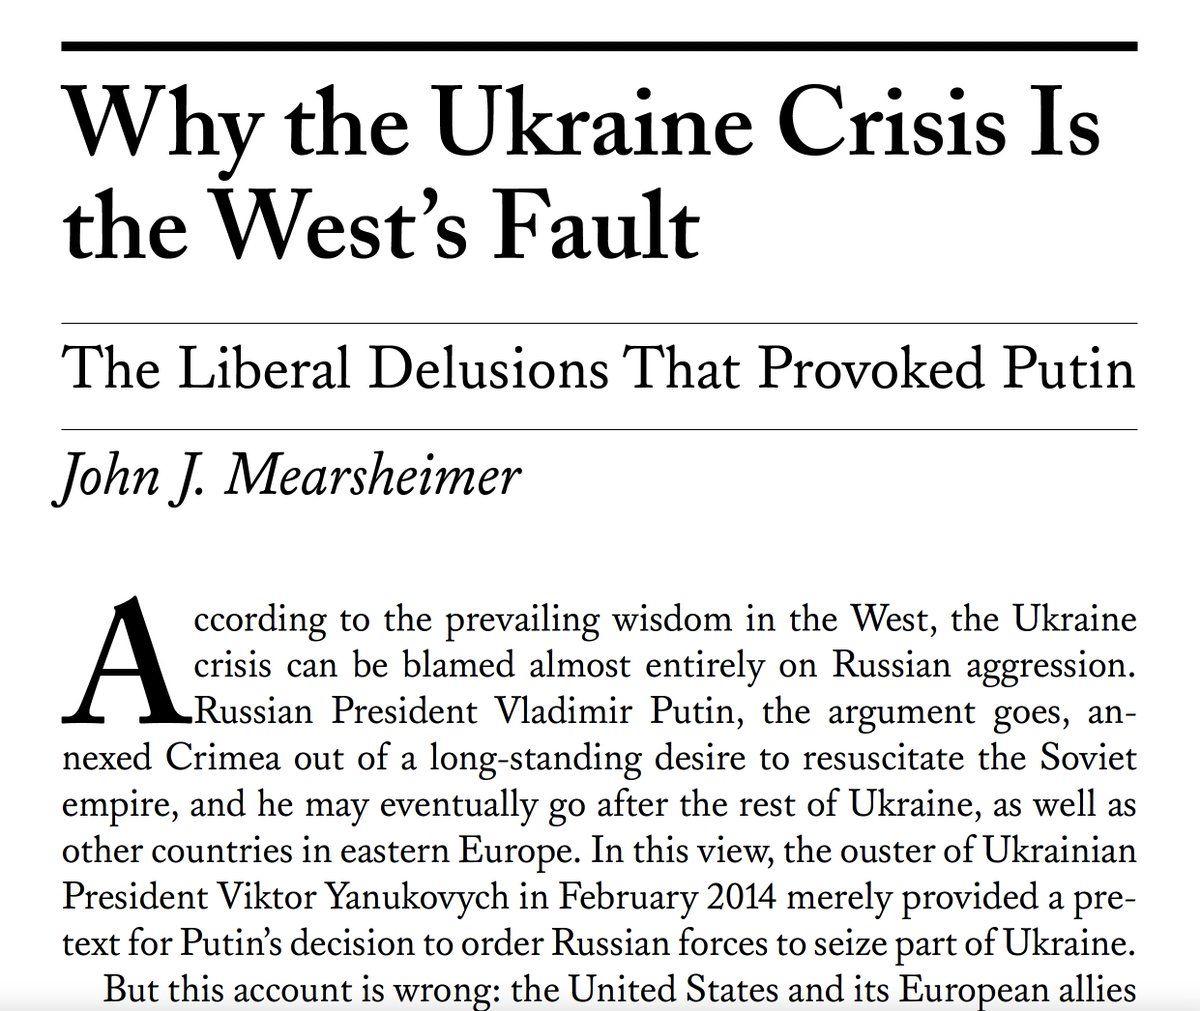 Why the Ukraine Crisis Is
the West’s Fault
The Liberal Delusions That Provoked Putin
John J. Mearsheimer
According to the prevailing wisdom in the West, the Ukraine
crisis can be blamed almost entirely on Russian aggression.
Russian President Vladimir Putin, the argument goes, an-
nexed Crimea out of a long-standing desire to resuscitate the Soviet
empire, and he may eventually go after the rest of Ukraine, as well as
other countries in eastern Europe. In this view, the ouster of Ukrainian
President Viktor Yanukovych in February 2014 merely provided a pre-
text for Putin’s decision to order Russian forces to seize part of Ukraine.
But this account is wrong: the United States and its European allies